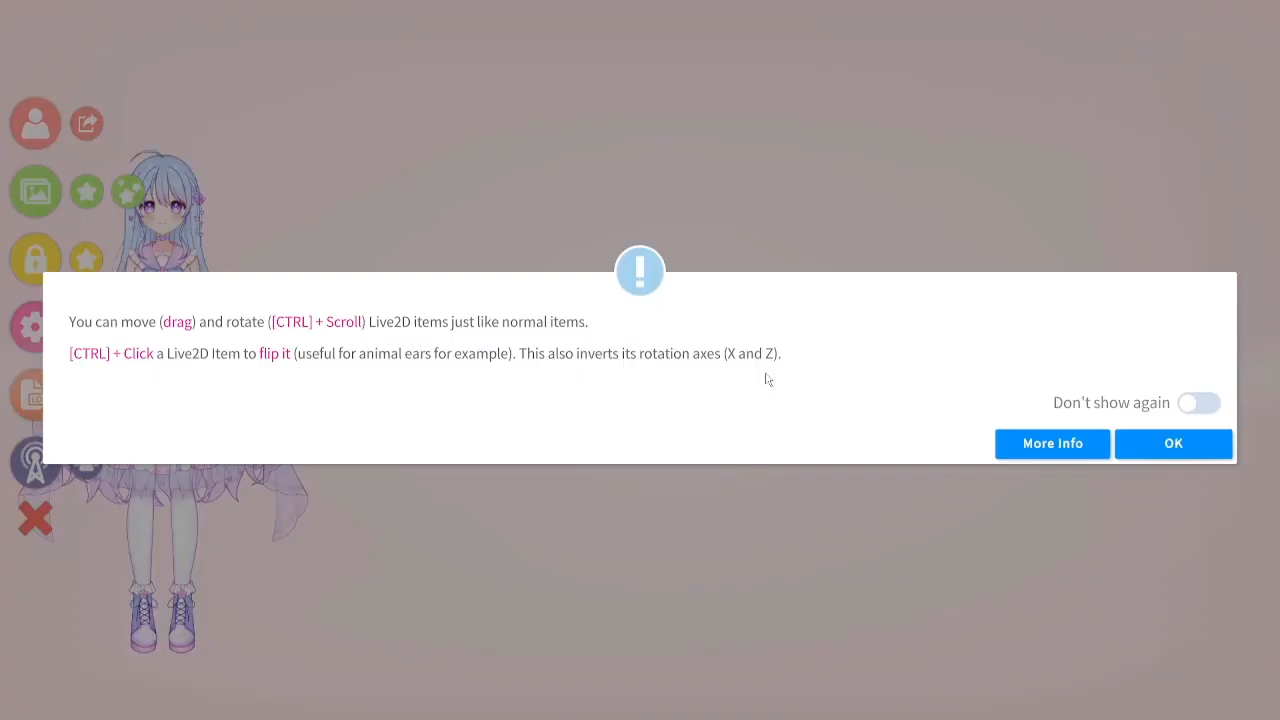 You can move (drag) and rotate ([CTRL] + Scroll) Live2D items just like normal items.
[CTRL] + Click a Live2D Item to flip it (useful for animal ears for example). This also inverts its rotation axes (X and Z).
Don't show again
More Info
OK